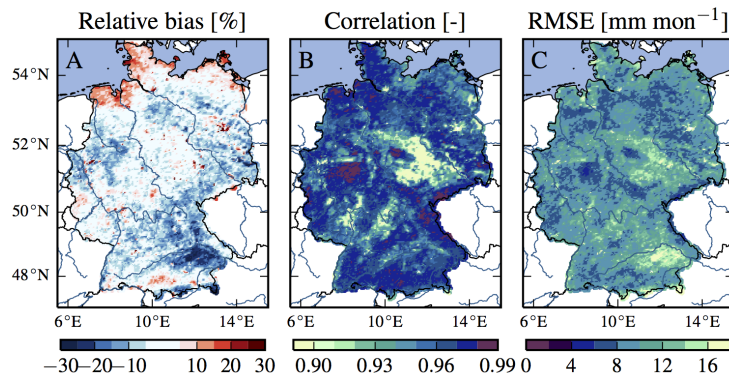 Relative bias [%] Correlation [-] RMSE [mm mon⁻¹]
A B C
54°N
52°N
50°N
48°N
6°E 10°E 14°E 6°E 10°E 14°E 6°E 10°E 14°E
−30 −20 −10 10 20 30 0.90 0.93 0.96 0.99 0 4 8 12 16